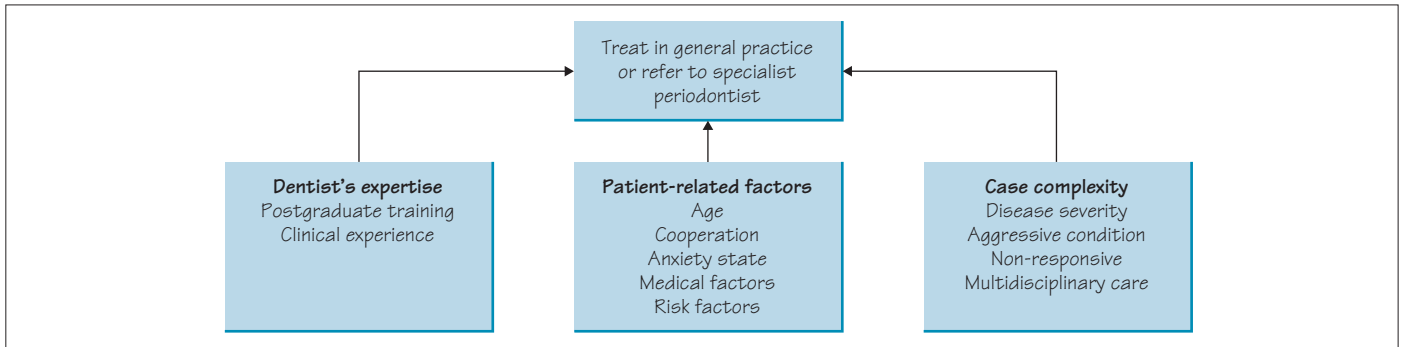 Treat in general practice
or refer to specialist
periodontist
Dentist's expertise
Postgraduate training
Clinical experience
Patient-related factors
Age
Cooperation
Anxiety state
Medical factors
Risk factors
Case complexity
Disease severity
Aggressive condition
Non-responsive
Multidisciplinary care